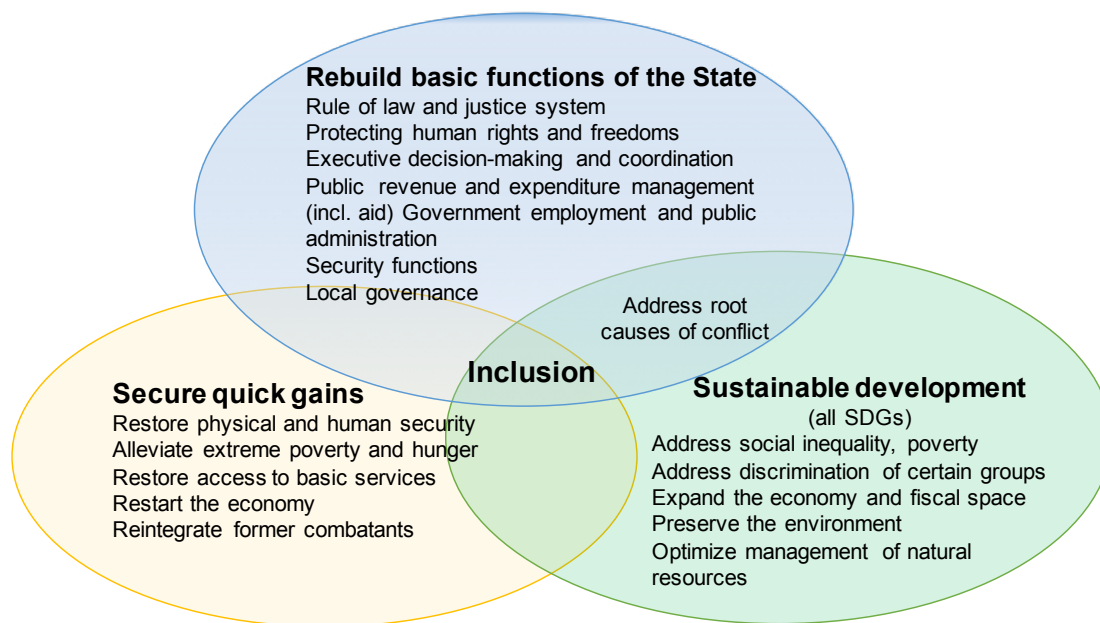 Rebuild basic functions of the State
Rule of law and justice system
Protecting human rights and freedoms
Executive decision-making and coordination
Public revenue and expenditure management
(incl. aid) Government employment and public
administration
Security functions
Local governance
Address root
causes of conflict
Inclusion
Secure quick gains
Restore physical and human security
Alleviate extreme poverty and hunger
Restore access to basic services
Restart the economy
Reintegrate former combatants
Sustainable development
(all SDGs)
Address social inequality, poverty
Address discrimination of certain groups
Expand the economy and fiscal space
Preserve the environment
Optimize management of natural
resources